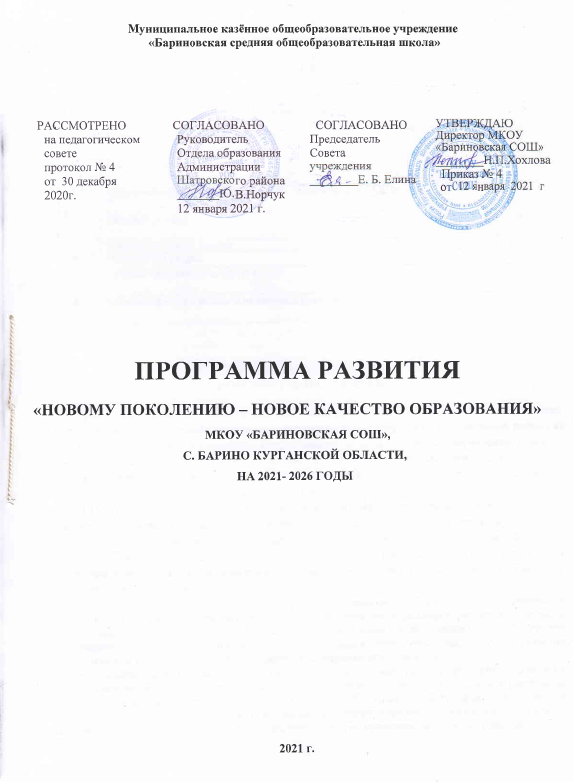 Муниципальное казённое общеобразовательное учреждение
«Бариновская средняя общеобразовательная школа»
РАССМОТРЕНО
на педагогическом
совете
протокол № 4
от 30 декабря
2020г.
СОГЛАСОВАНО
Руководитель
Отдела образования
Администрации
Шатровского района
Ю.В.Норчук
12 января 2021 г.
СОГЛАСОВАНО
Председатель
Совета
учреждения
Е. Б. Елина
УТВЕРЖДАЮ
Директор МКОУ
«Бариновская СОШ»
Н.П.Хохлова
Приказ № 4
от 12 января 2021 г
ПРОГРАММА РАЗВИТИЯ
«НОВОМУ ПОКОЛЕНИЮ – НОВОЕ КАЧЕСТВО ОБРАЗОВАНИЯ»
МКОУ «БАРИНОВСКАЯ СОШ»,
С. БАРИНО КУРГАНСКОЙ ОБЛАСТИ,
НА 2021- 2026 ГОДЫ
2021 г.